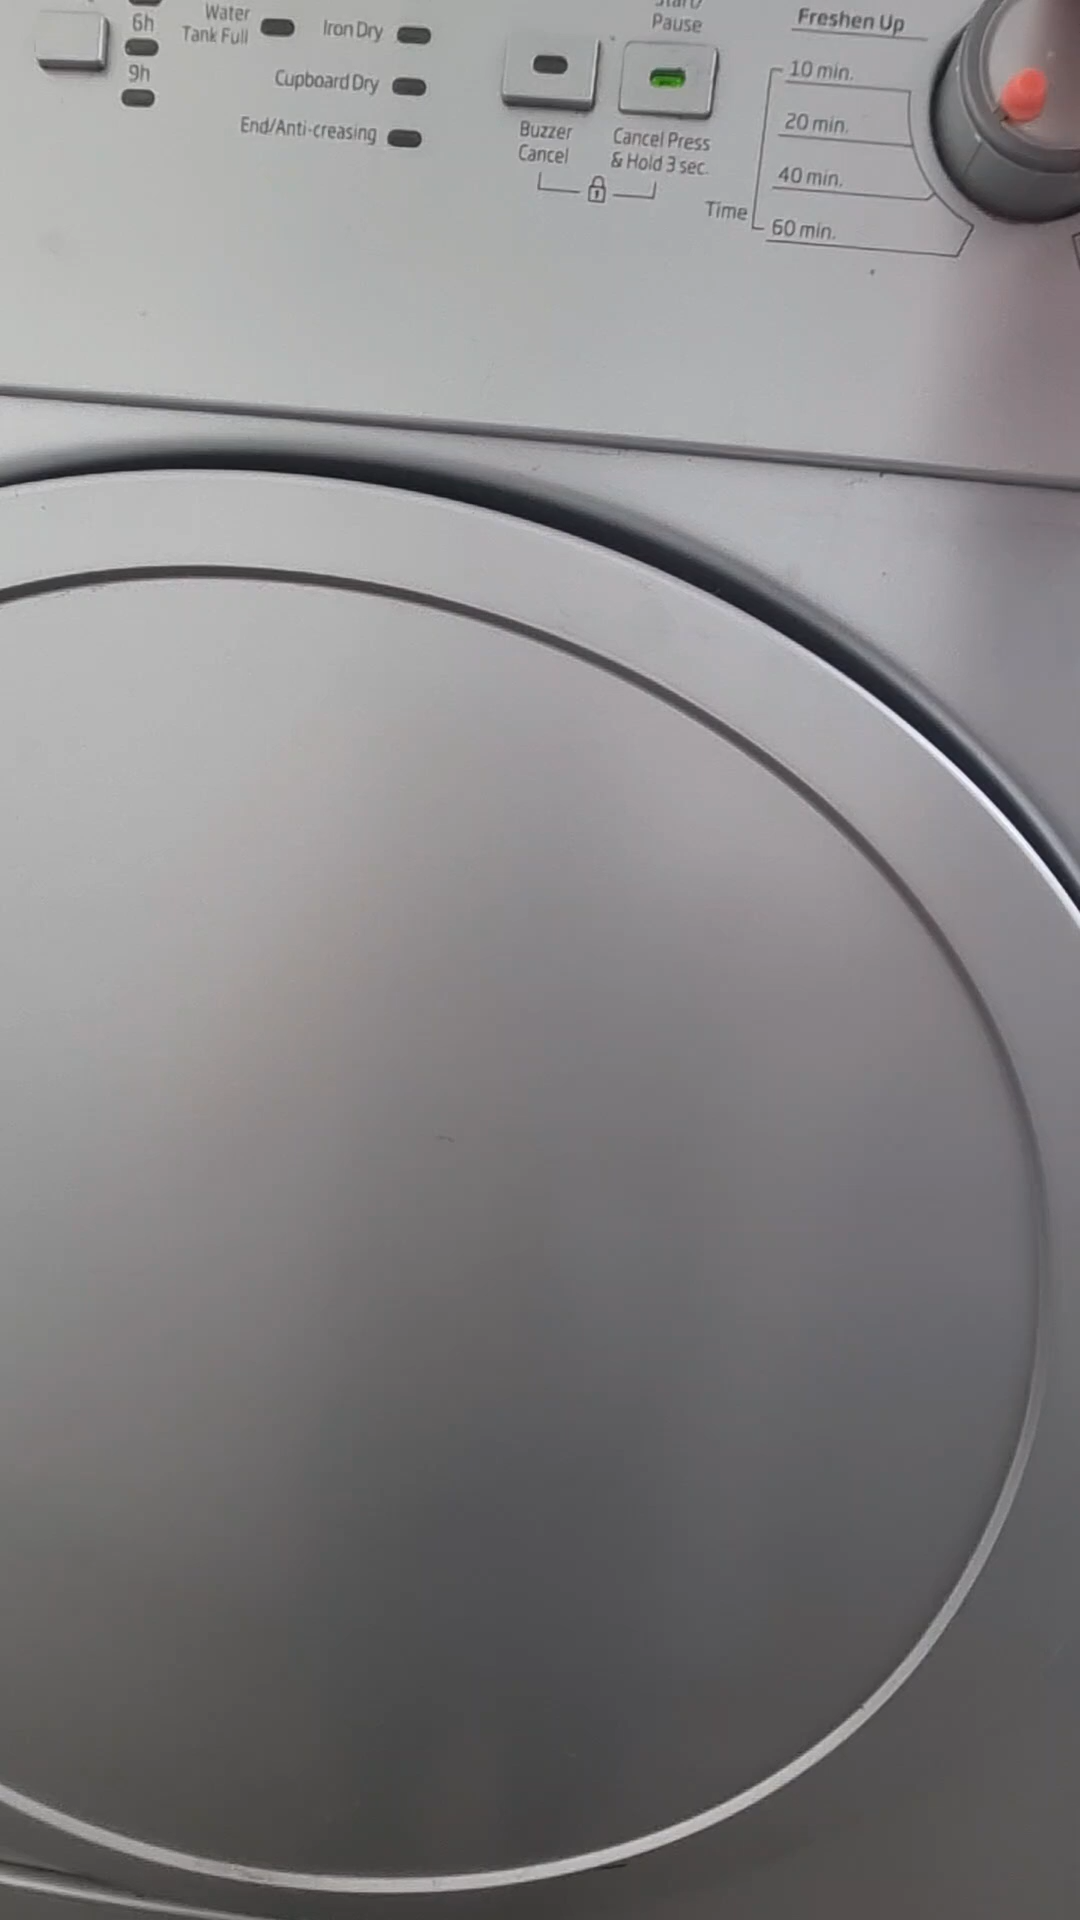 6h
9h
Water
Tank Full
Iron Dry
Cupboard Dry
End/Anti-creasing
Buzzer
Cancel
Start/
Pause
Cancel Press
& Hold 3 sec.
Freshen Up
10 min.
20 min.
40 min.
60 min.
Time